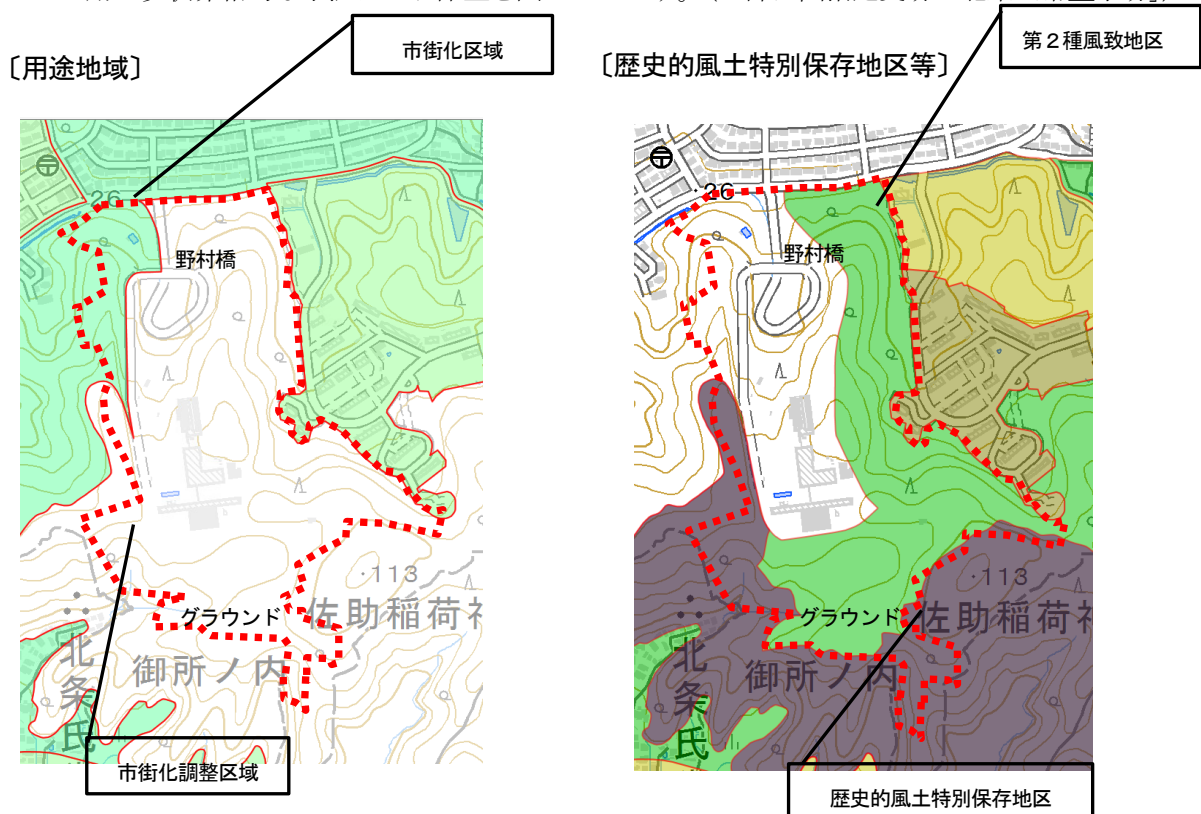 市街化区域
第２種風致地区
〔用途地域〕
〔歴史的風土特別保存地区等〕
26
野村橋
・113
グラウンド
佐助稲荷
御所ノ内
北条氏
市街化調整区域
・26
野村橋
・113
グラウンド
佐助稲荷
御所ノ内
北条氏
歴史的風土特別保存地区